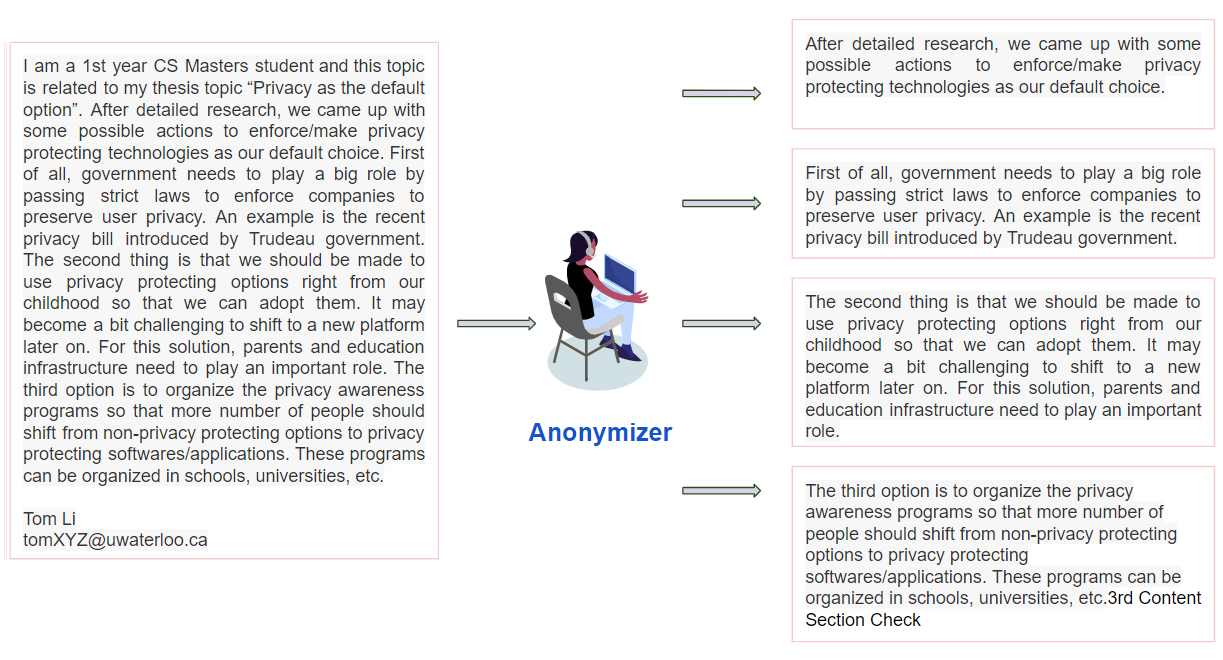 I am a 1st year CS Masters student and this topic
is related to my thesis topic “Privacy as the default
option”. After detailed research, we came up with
some possible actions to enforce/make privacy
protecting technologies as our default choice. First
of all, government needs to play a big role by
passing strict laws to enforce companies to
preserve user privacy. An example is the recent
privacy bill introduced by Trudeau government.
The second thing is that we should be made to
use privacy protecting options right from our
childhood so that we can adopt them. It may
become a bit challenging to shift to a new platform
later on. For this solution, parents and education
infrastructure need to play an important role. The
third option is to organize the privacy awareness
programs so that more number of people should
shift from non-privacy protecting options to privacy
protecting softwares/applications. These programs
can be organized in schools, universities, etc.
Tom Li
tomXYZ@uwaterloo.ca
Anonymizer
After detailed research, we came up with some
possible actions to enforce/make privacy
protecting technologies as our default choice.
First of all, government needs to play a big role
by passing strict laws to enforce companies to
preserve user privacy. An example is the recent
privacy bill introduced by Trudeau government.
The second thing is that we should be made to
use privacy protecting options right from our
childhood so that we can adopt them. It may
become a bit challenging to shift to a new
platform later on. For this solution, parents and
education infrastructure need to play an important
role.
The third option is to organize the privacy
awareness programs so that more number of
people should shift from non-privacy protecting
options to privacy protecting
softwares/applications. These programs can be
organized in schools, universities, etc.3rd Content
Section Check